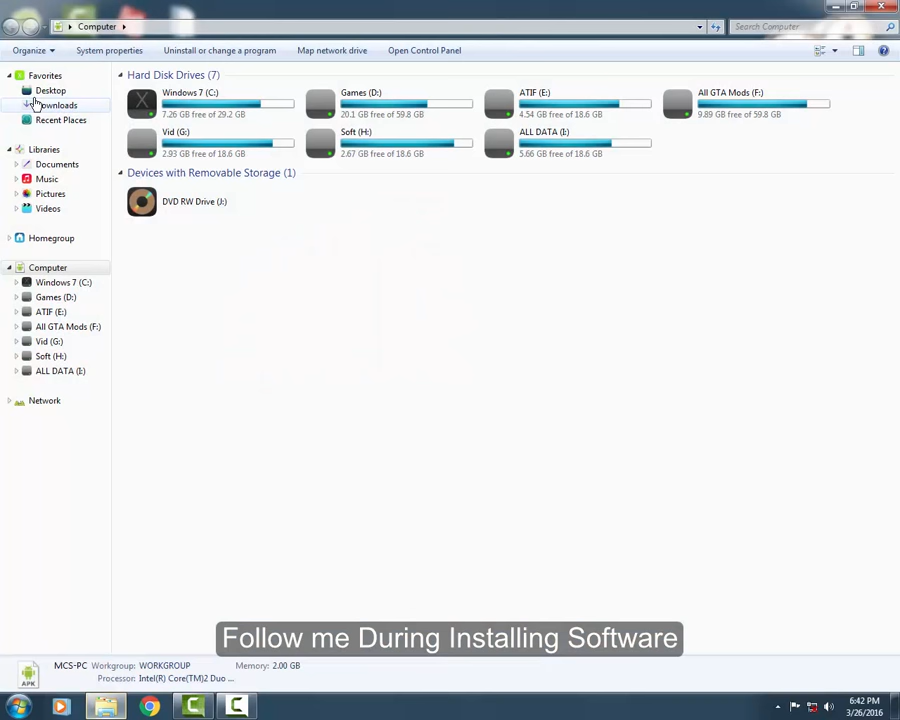 Computer
Search Computer
Organize
System properties
Uninstall or change a program
Map network drive
Open Control Panel
Favorites
Desktop
Downloads
Recent Places
Libraries
Documents
Music
Pictures
Videos
Homegroup
Computer
Windows 7 (C:)
Games (D:)
ATIF (E:)
All GTA Mods (F:)
Vid (G:)
Soft (H:)
ALL DATA (I:)
Network
Hard Disk Drives (7)
Windows 7 (C:)
7.26 GB free of 29.2 GB
Games (D:)
20.1 GB free of 59.8 GB
ATIF (E:)
4.54 GB free of 18.6 GB
All GTA Mods (F:)
9.89 GB free of 59.8 GB
Vid (G:)
2.93 GB free of 18.6 GB
Soft (H:)
2.67 GB free of 18.6 GB
ALL DATA (I:)
5.66 GB free of 18.6 GB
Devices with Removable Storage (1)
DVD RW Drive (J:)
Follow me During Installing Software
MCS-PC Workgroup: WORKGROUP Memory: 2.00 GB
Processor: Intel(R) Core(TM)2 Duo ...
APK
6:42 PM
3/26/2016